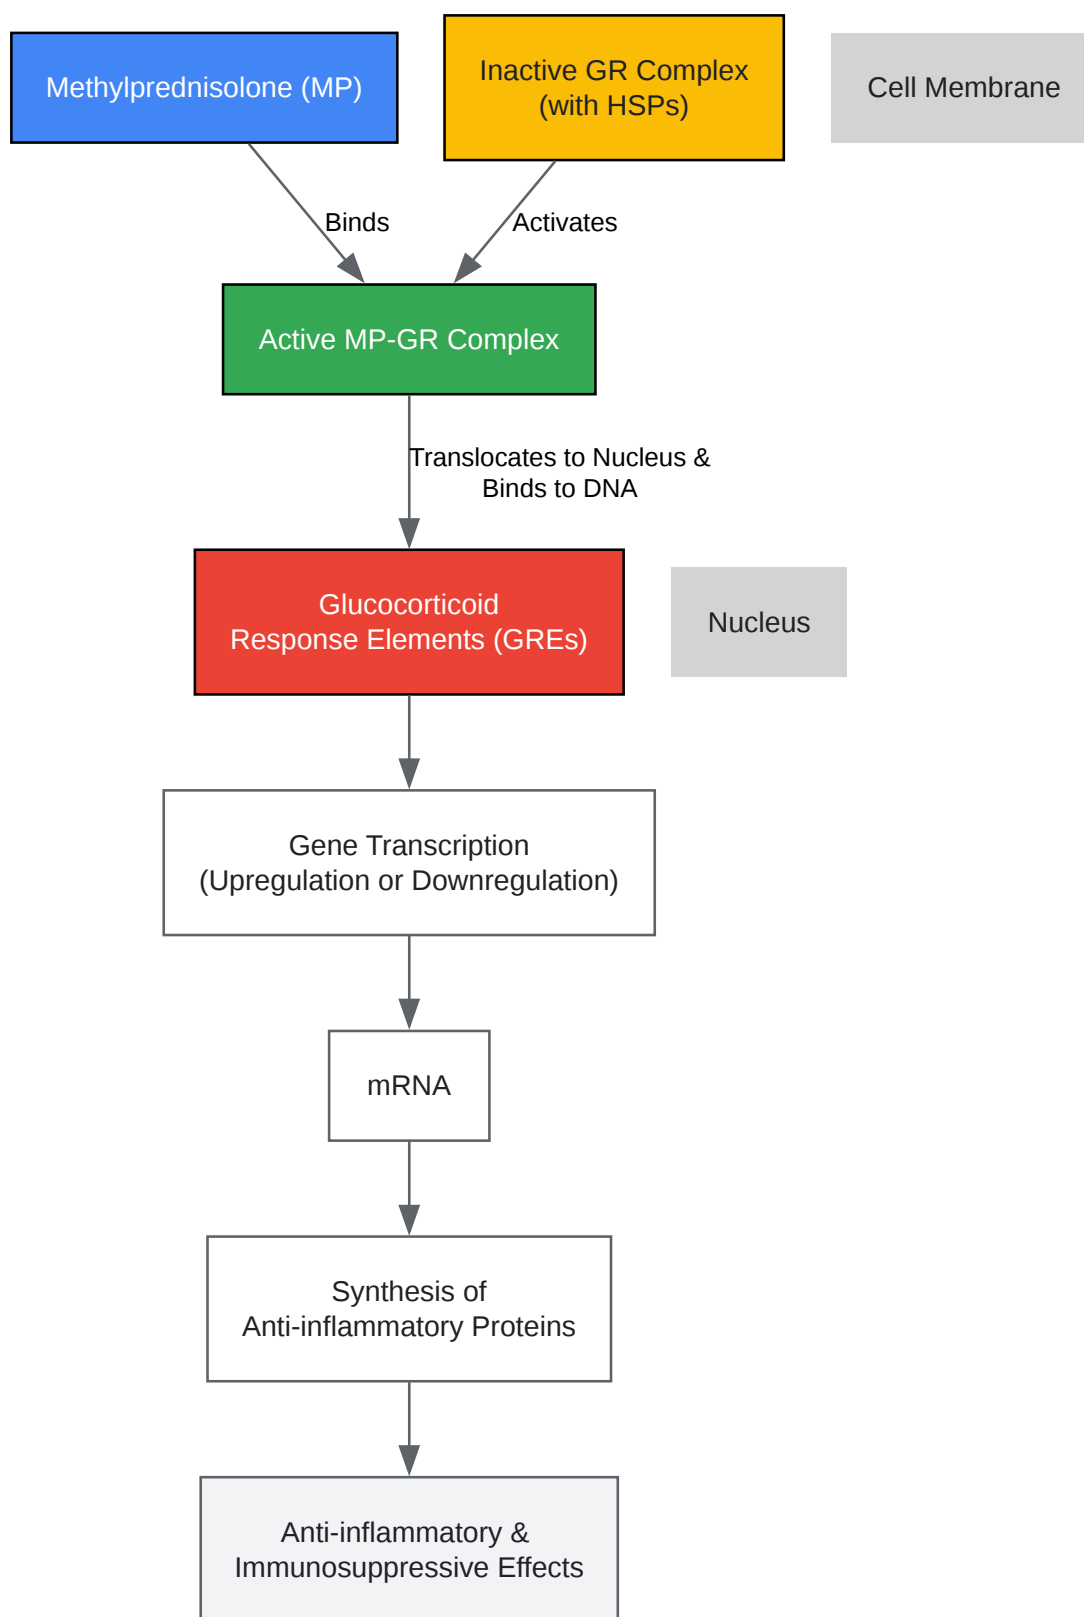 Methylprednisolone (MP)
Inactive GR Complex
(with HSPs)
Cell Membrane
Binds
Activates
Active MP-GR Complex
Translocates to Nucleus &
Binds to DNA
Glucocorticoid
Response Elements (GREs)
Nucleus
Gene Transcription
(Upregulation or Downregulation)
mRNA
Synthesis of
Anti-inflammatory Proteins
Anti-inflammatory &
Immunosuppressive Effects